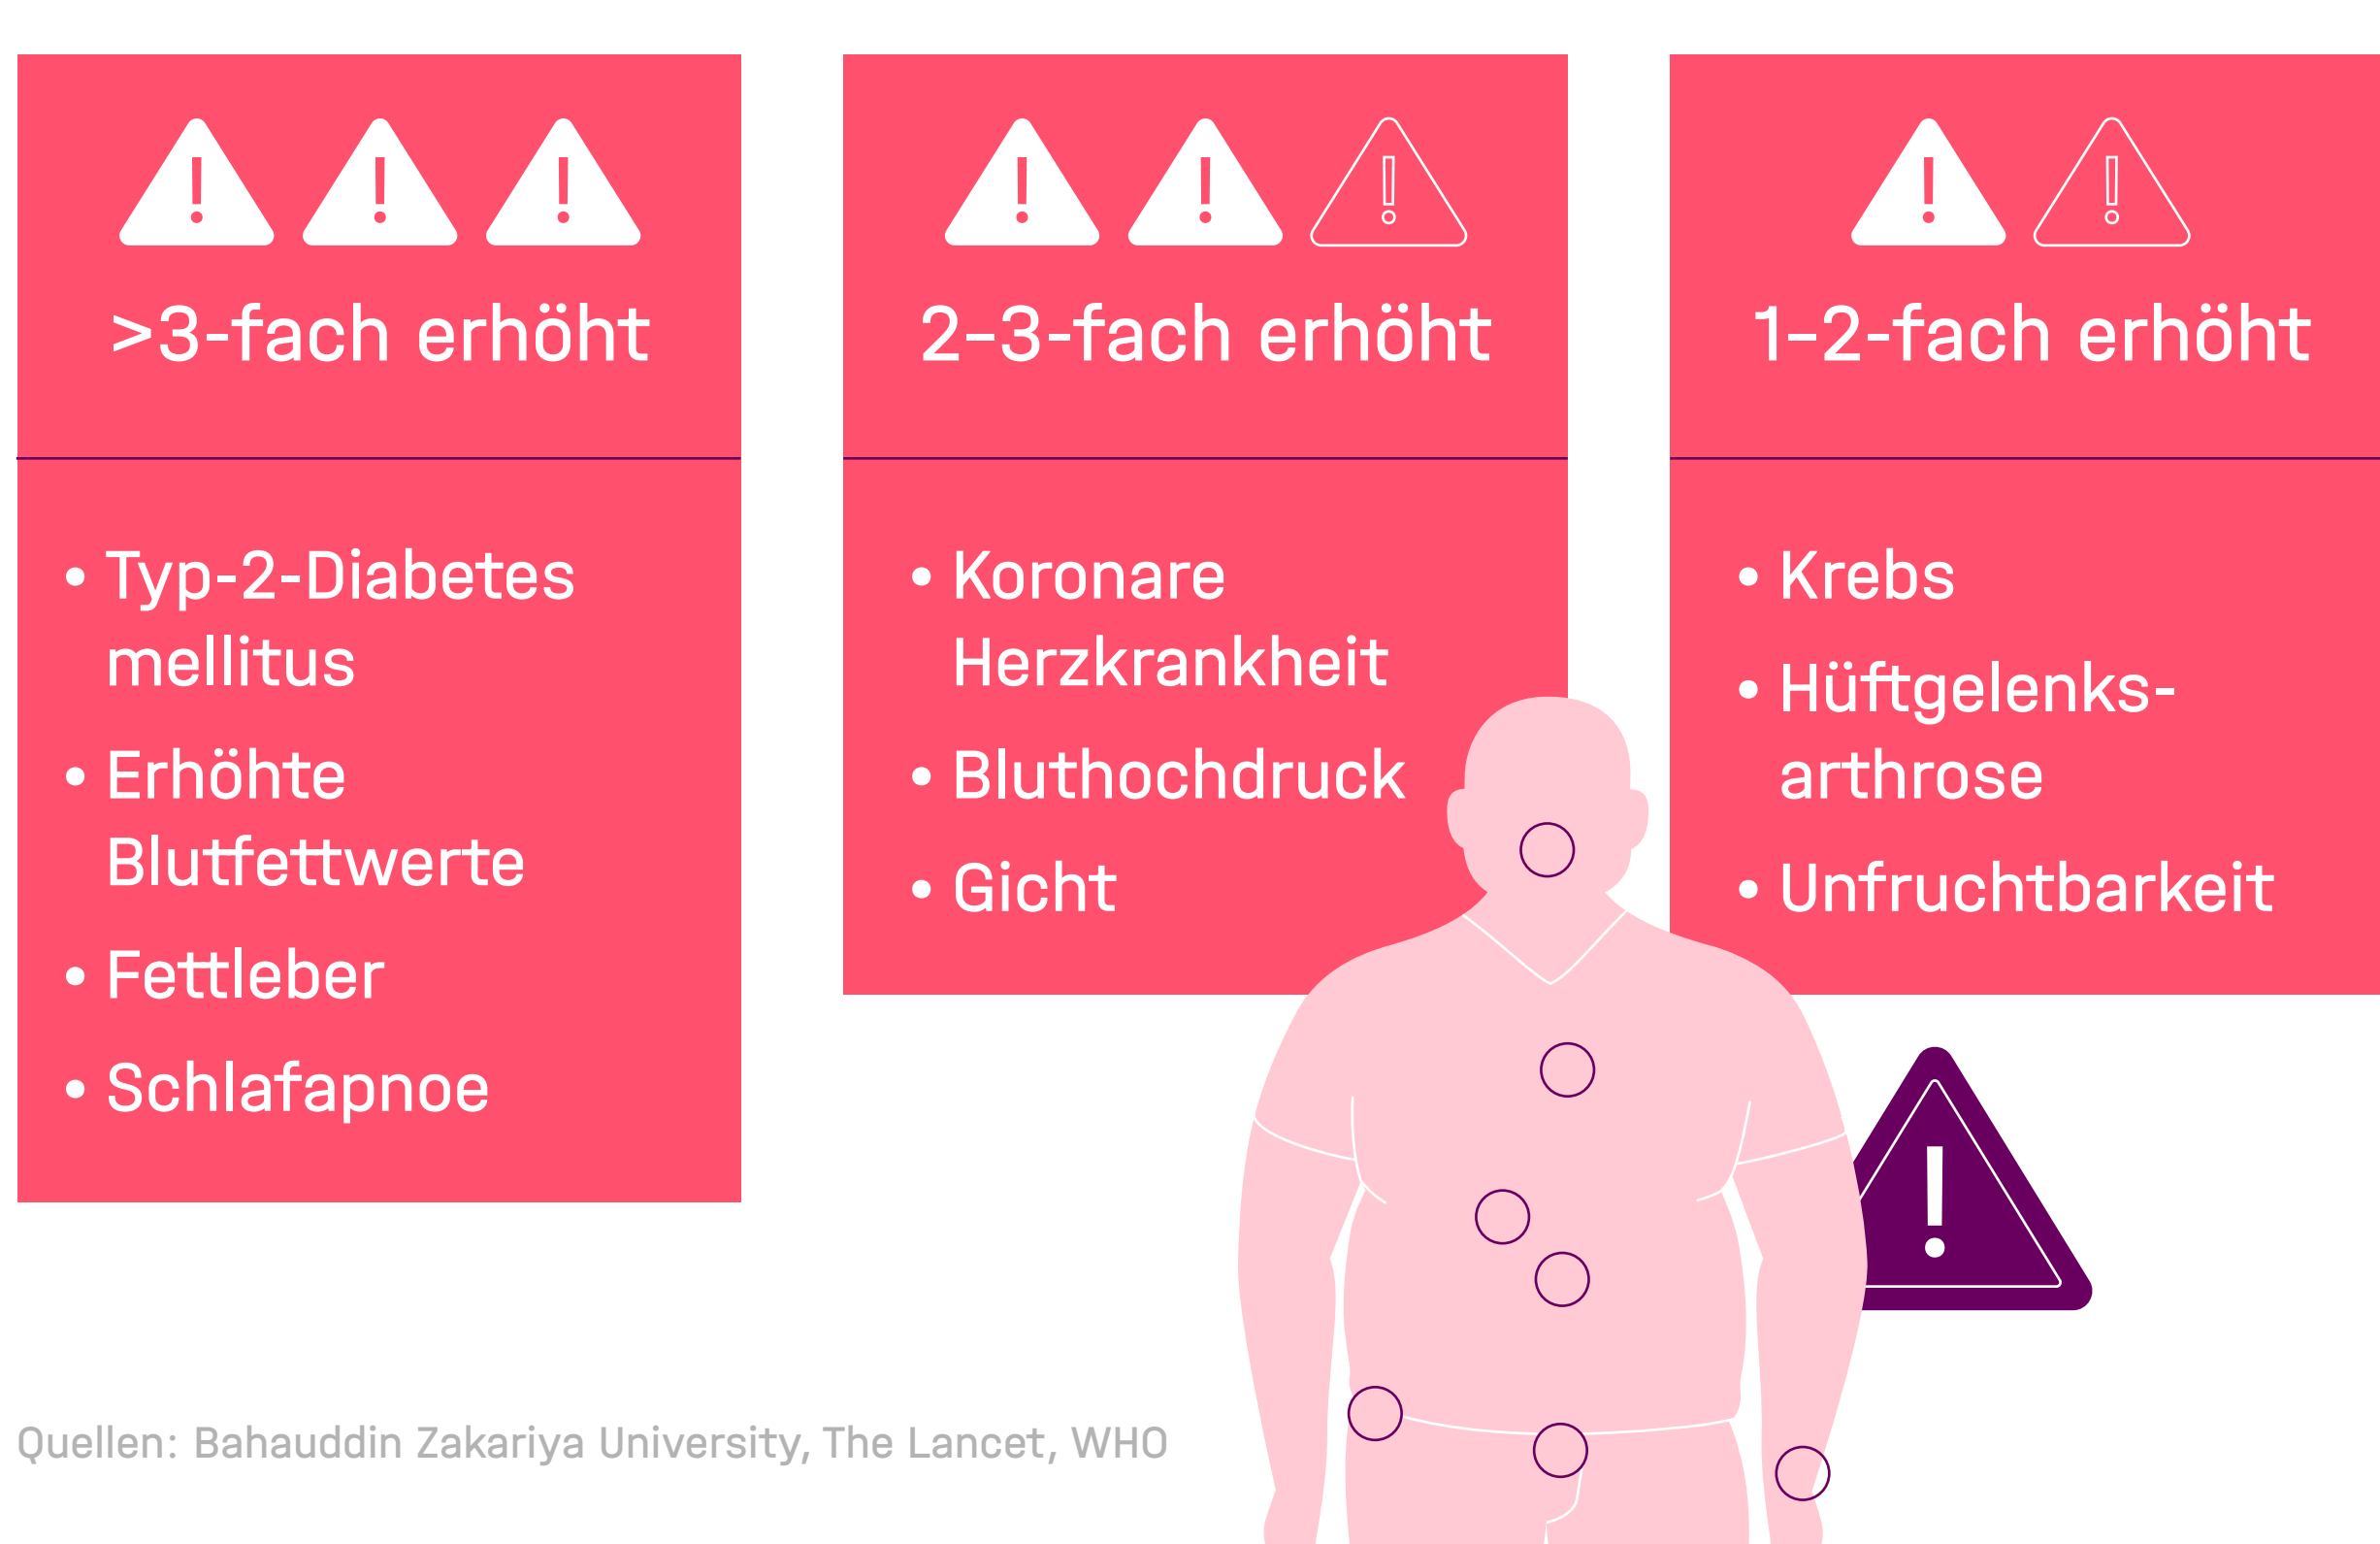 >3-fach erhöht
• Typ-2-Diabetes
mellitus
• Erhöhte
Blutfettwerte
• Fettleber
• Schlafapnoe
2-3-fach erhöht
• Koronare
Herzkrankheit
• Bluthochdruck
• Gicht
1-2-fach erhöht
• Krebs
• Hüftgelenks-
arthrose
• Unfruchtbarkeit
Quellen: Bahauddin Zakariya University, The Lancet, WHO